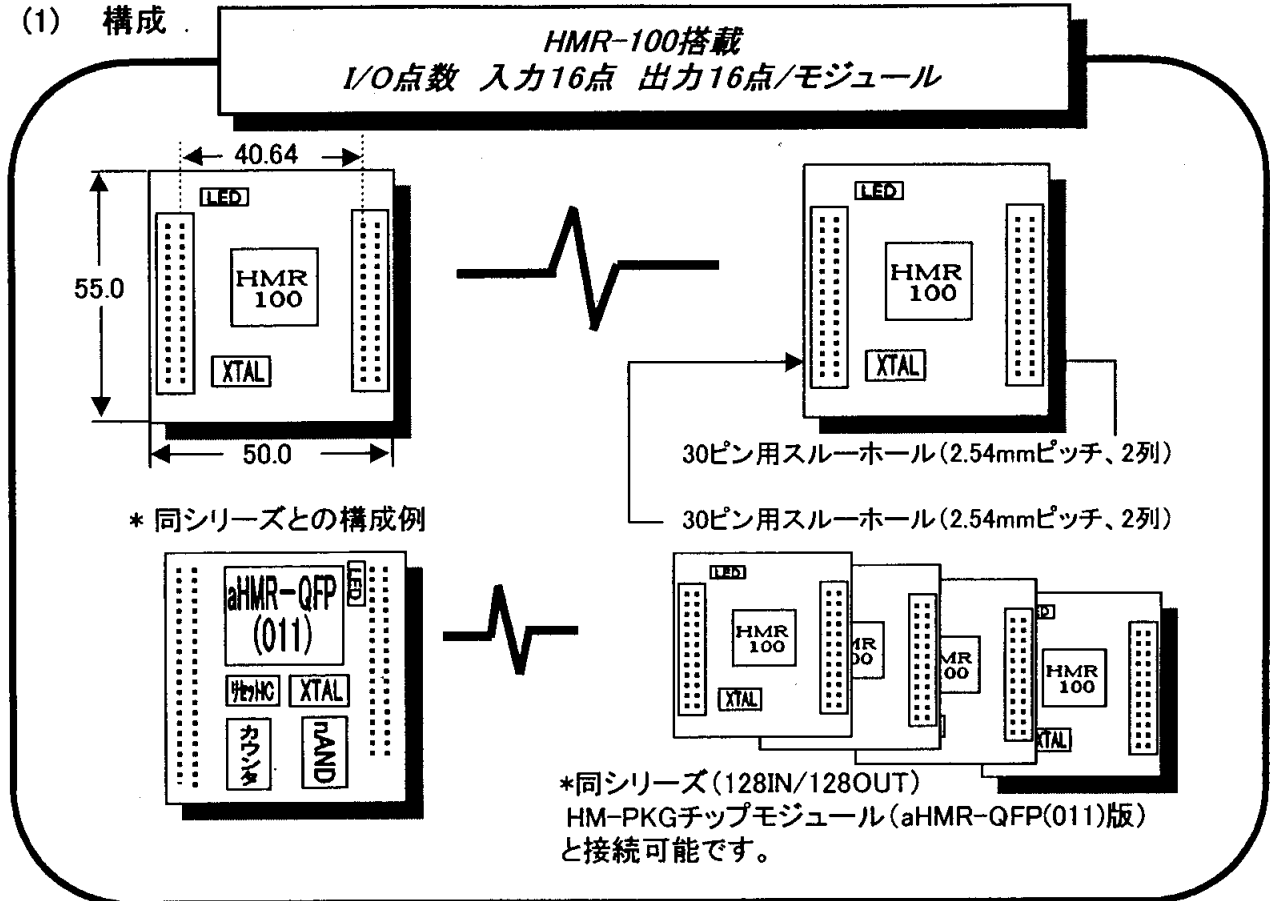 (1) 構成
HMR-100搭載
I/O点数 入力16点 出力16点/モジュール
40.64
LED
HMR
100
XTAL
55.0
50.0
LED
HMR
100
XTAL
30ピン用スルーホール(2.54mmピッチ、2列)
30ピン用スルーホール(2.54mmピッチ、2列)
* 同シリーズとの構成例
aHMR-QFP
(011)
LED
リセットIC
XTAL
カウンタ
nAND
LED
HMR
100
XTAL
MR
00
MR
00
ED
HMR
100
XTAL
*同シリーズ(128IN/128OUT)
HM-PKGチップモジュール(aHMR-QFP(011)版)
と接続可能です。